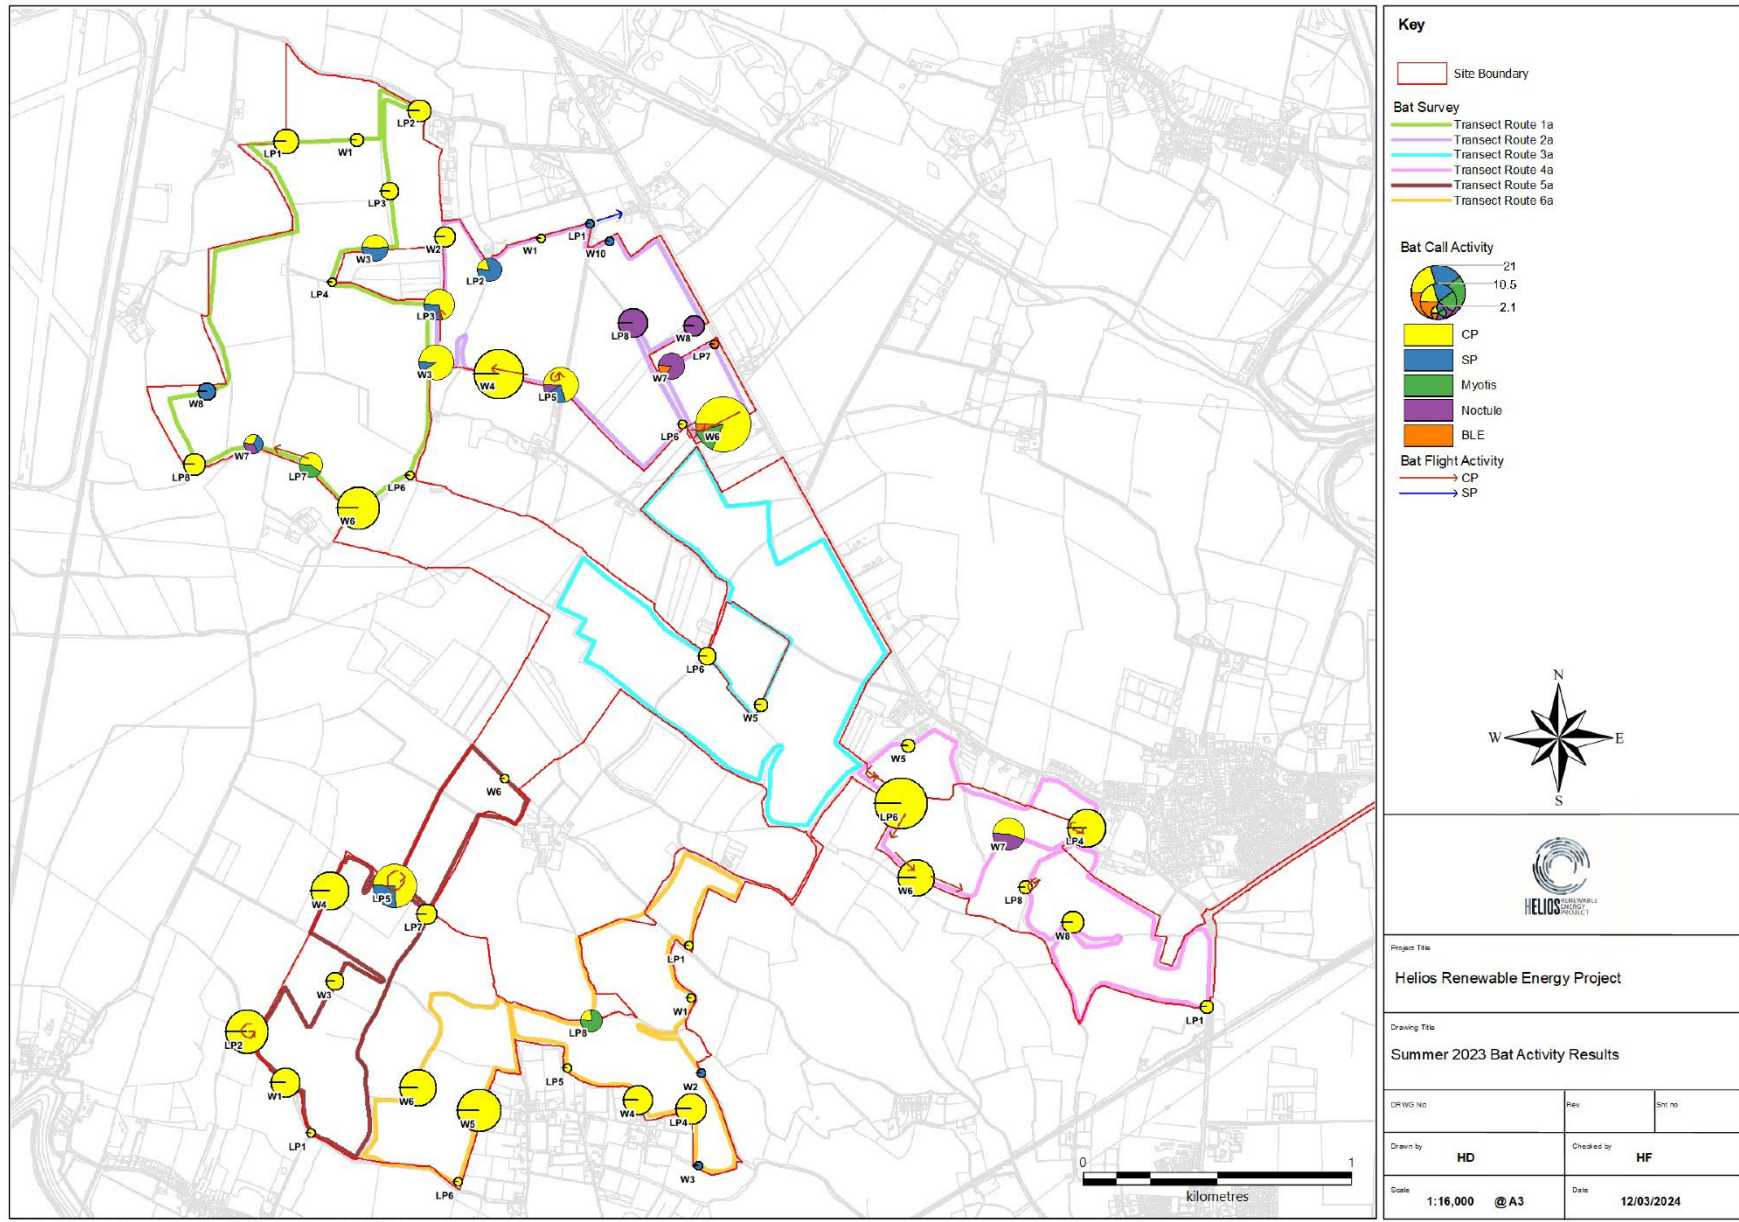 LP2
LP1
W1
LP3
W2
W3
LP4
LP2
W1
LP1
W10
LP3
W3
W4
LP5
LP8
W8
LP7
W7
LP6
W6
W8
LP8
W7
LP7
LP6
W6
LP6
W5
W5
LP6
W7
LP4
W6
LP8
W8
LP1
W6
W4
LP5
LP7
W3
LP2
W1
LP1
LP1
W1
LP8
LP5
W2
W6
W5
W4
LP4
W3
LP6
0
1
kilometres
Key
Site Boundary
Bat Survey
Transect Route 1a
Transect Route 2a
Transect Route 3a
Transect Route 4a
Transect Route 5a
Transect Route 6a
Bat Call Activity
21
10.5
2.1
CP
SP
Myotis
Noctule
BLE
Bat Flight Activity
CP
SP
N
W
E
S
HELIOS RENEWABLE
ENERGY
PROJECT
Project Title
Helios Renewable Energy Project
Drawing Title
Summer 2023 Bat Activity Results
DRWG No
Rev
Sht no
Drawn by
HD
Checked by
HF
Scale
1:16,000 @ A3
Date
12/03/2024